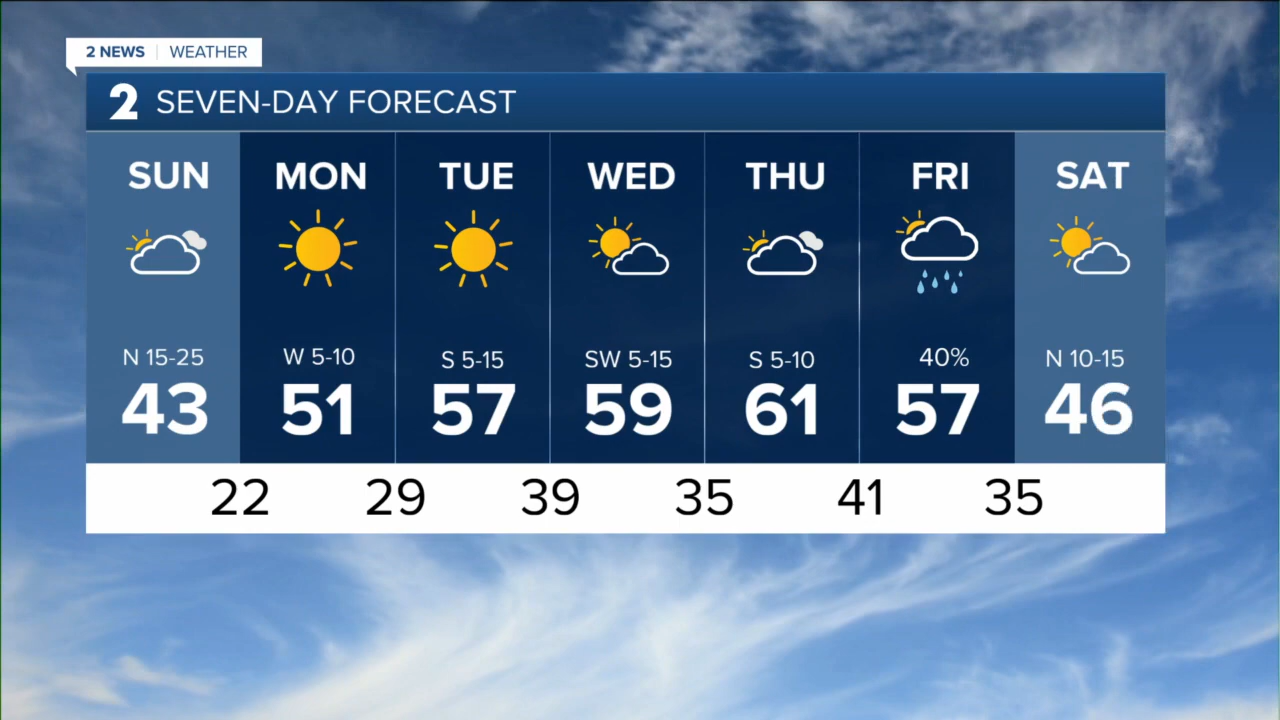 2 NEWS | WEATHER
2 SEVEN-DAY FORECAST
SUN MON TUE WED THU FRI SAT
N 15-25 W 5-10 S 5-15 SW 5-15 S 5-10 40% N 10-15
43 51 57 59 61 57 46
22 29 39 35 41 35